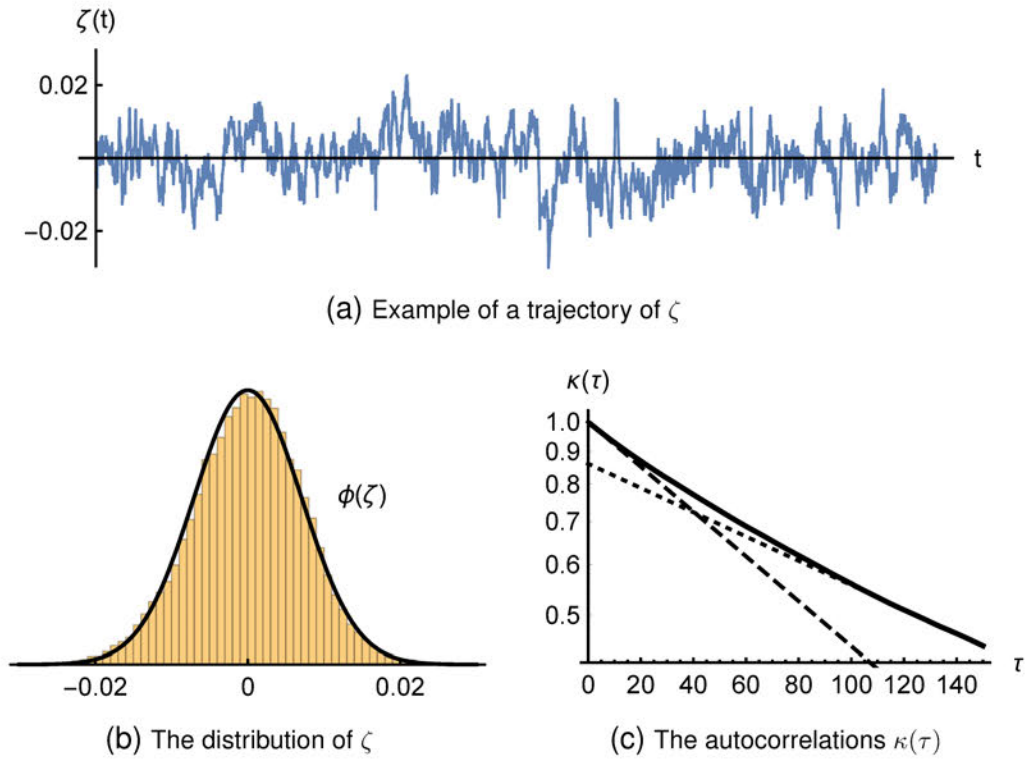 ζ(t)
0.02
t
−0.02
(a) Example of a trajectory of ζ
ϕ(ζ)
−0.02 0 0.02
(b) The distribution of ζ
κ(τ)
1.0
0.9
0.8
0.7
0.6
0.5
τ
0 20 40 60 80 100 120 140
(c) The autocorrelations κ(τ)